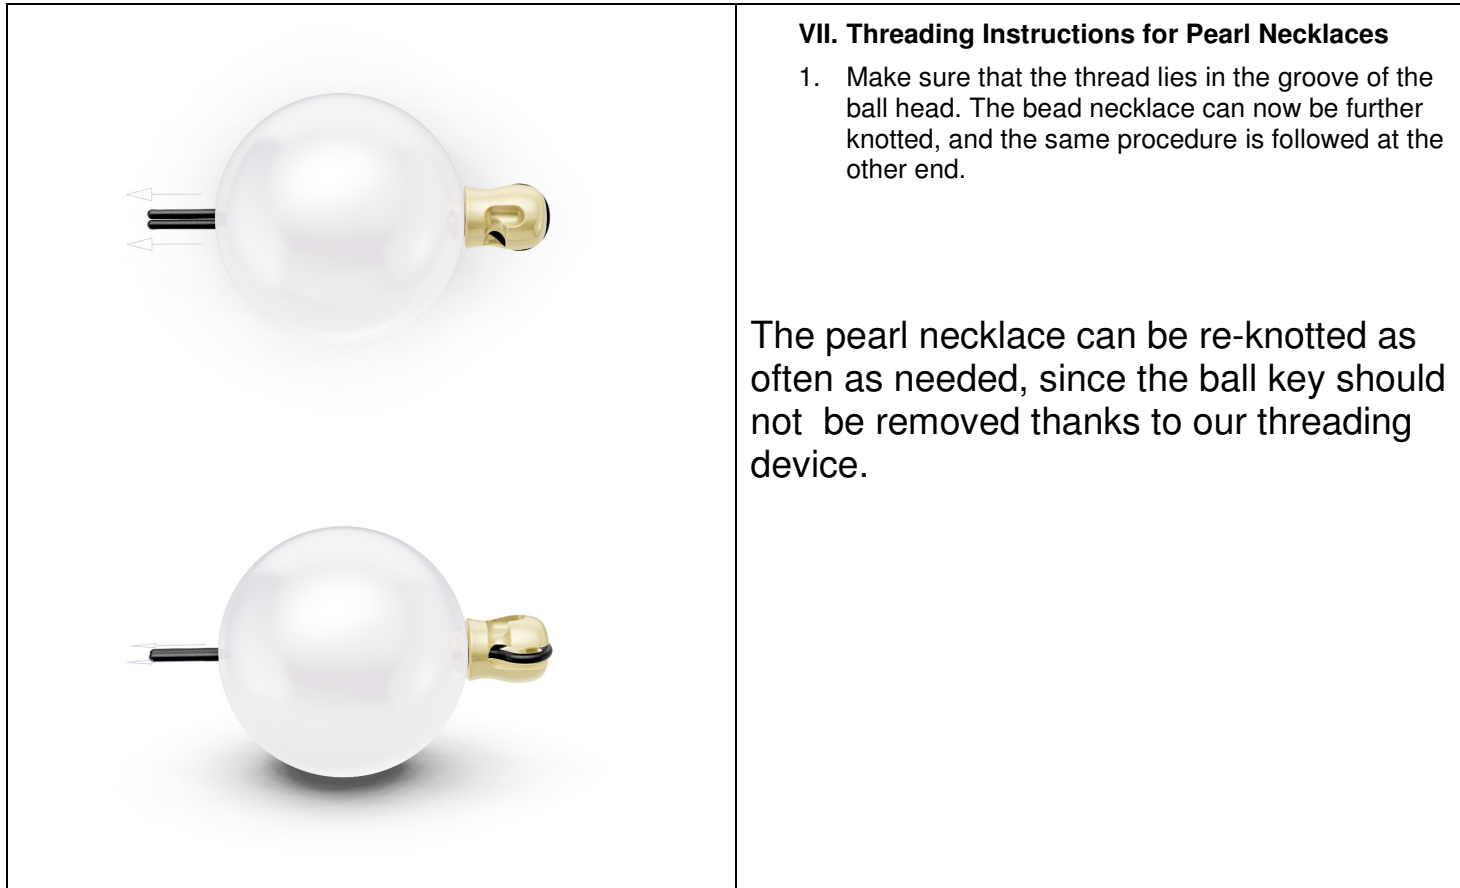 VII. Threading Instructions for Pearl Necklaces
1. Make sure that the thread lies in the groove of the
ball head. The bead necklace can now be further
knotted, and the same procedure is followed at the
other end.
The pearl necklace can be re-knotted as
often as needed, since the ball key should
not  be removed thanks to our threading
device.